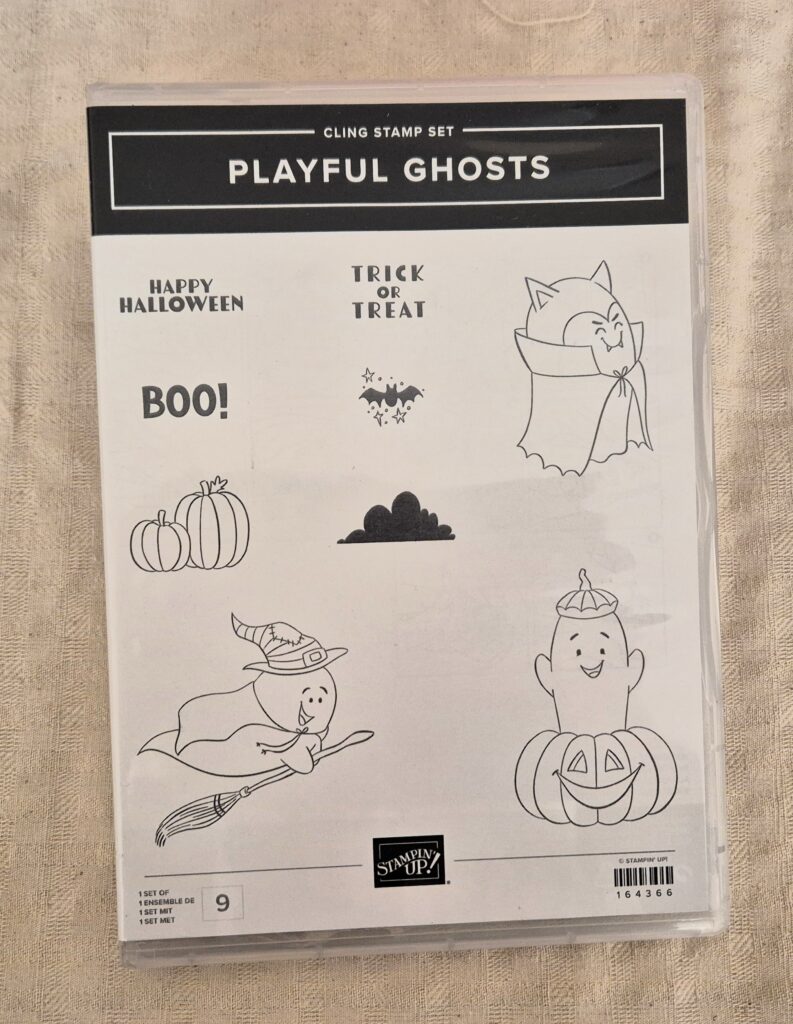 CLING STAMP SET
PLAYFUL GHOSTS
HAPPY
HALLOWEEN
TRICK
OR
TREAT
BOO!
STAMPIN'
UP!®
1 SET OF
1 ENSEMBLE DE
1 SET MIT
1 SET MET
9
© STAMPIN' UP!
164366